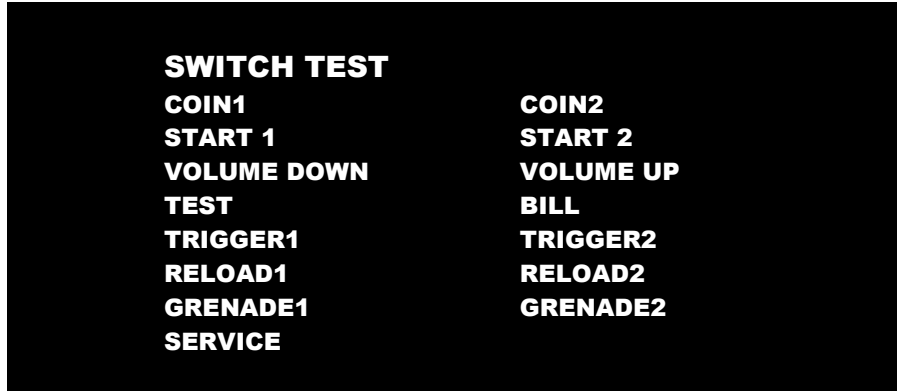 SWITCH TEST
COIN1 COIN2
START 1 START 2
VOLUME DOWN VOLUME UP
TEST BILL
TRIGGER1 TRIGGER2
RELOAD1 RELOAD2
GRENADE1 GRENADE2
SERVICE